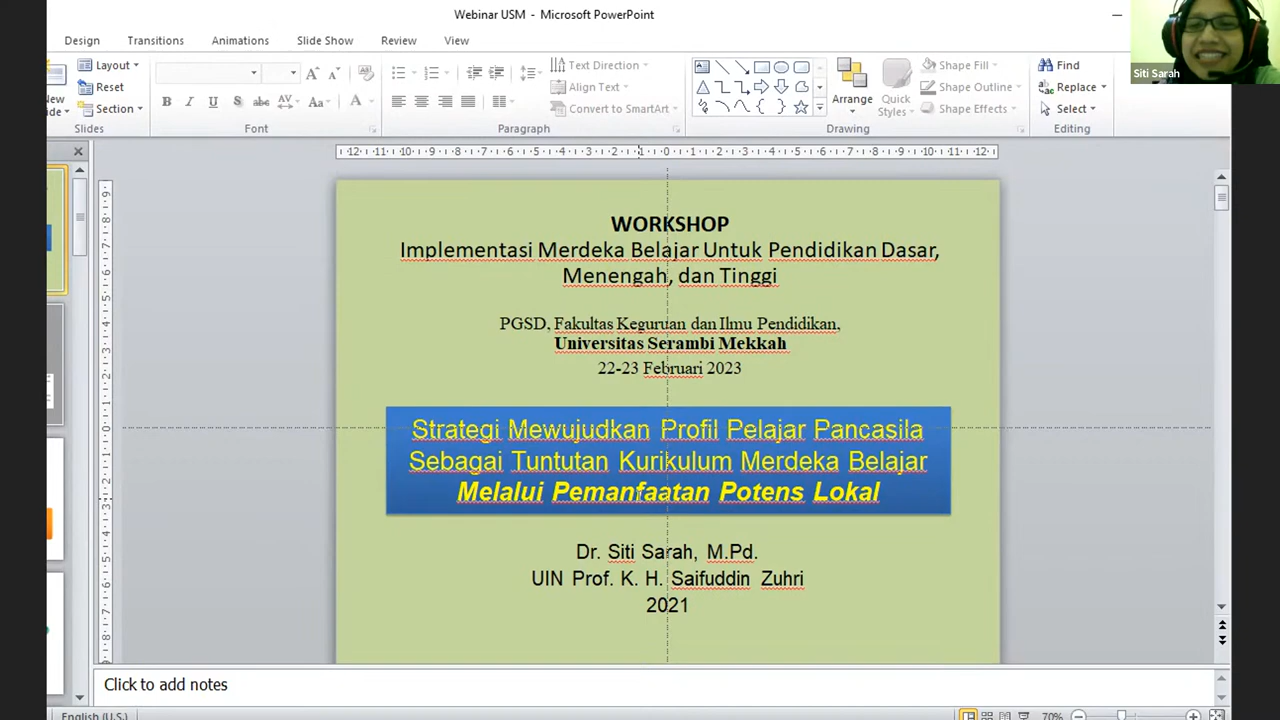 Webinar USM - Microsoft PowerPoint
Siti Sarah
Design Transitions Animations Slide Show Review View
Layout
Reset
Section
Slides
Font
Text Direction
Align Text
Convert to SmartArt
Paragraph
Arrange
Quick
Styles
Shape Fill
Shape Outline
Shape Effects
Drawing
Find
Replace
Select
Editing
WORKSHOP
Implementasi Merdeka Belajar Untuk Pendidikan Dasar,
Menengah, dan Tinggi
PGSD, Fakultas Keguruan dan Ilmu Pendidikan,
Universitas Serambi Mekkah
22-23 Februari 2023
Strategi Mewujudkan Profil Pelajar Pancasila
Sebagai Tuntutan Kurikulum Merdeka Belajar
Melalui Pemanfaatan Potens Lokal
Dr. Siti Sarah, M.Pd.
UIN Prof. K. H. Saifuddin Zuhri
2021
Click to add notes
English (U.S.)
70%